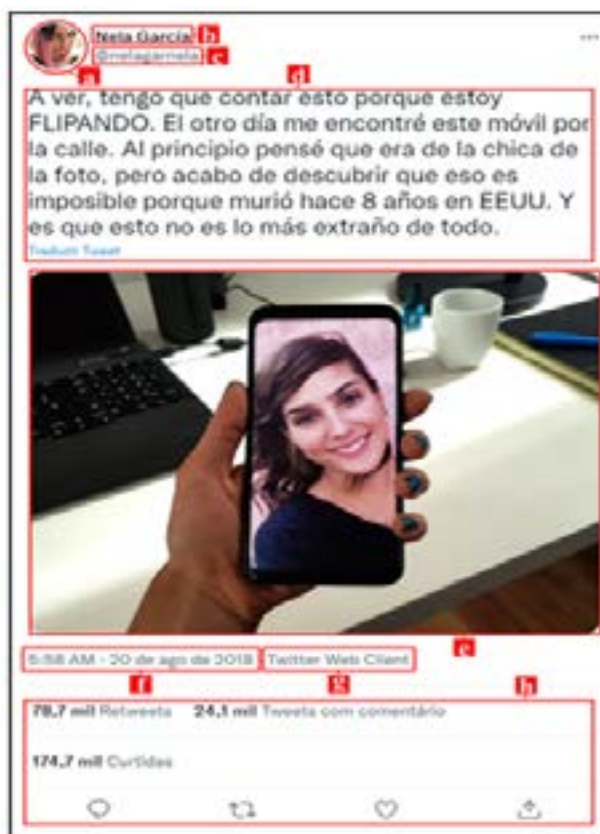 Nela García b
@nelagarnela c
a d
A ver, tengo que contar esto porque estoy
FLIPANDO. El otro día me encontré este móvil por
la calle. Al principio pensé que era de la chica de
la foto, pero acabo de descubrir que eso es
imposible porque murió hace 8 años en EEUU. Y
es que esto no es lo más extraño de todo.
Traduzir Tweet
e
5:58 AM · 20 de ago de 2018 Twitter Web Client
f g h
78,7 mil Retweets 24,1 mil Tweets com comentário
174,7 mil Curtidas